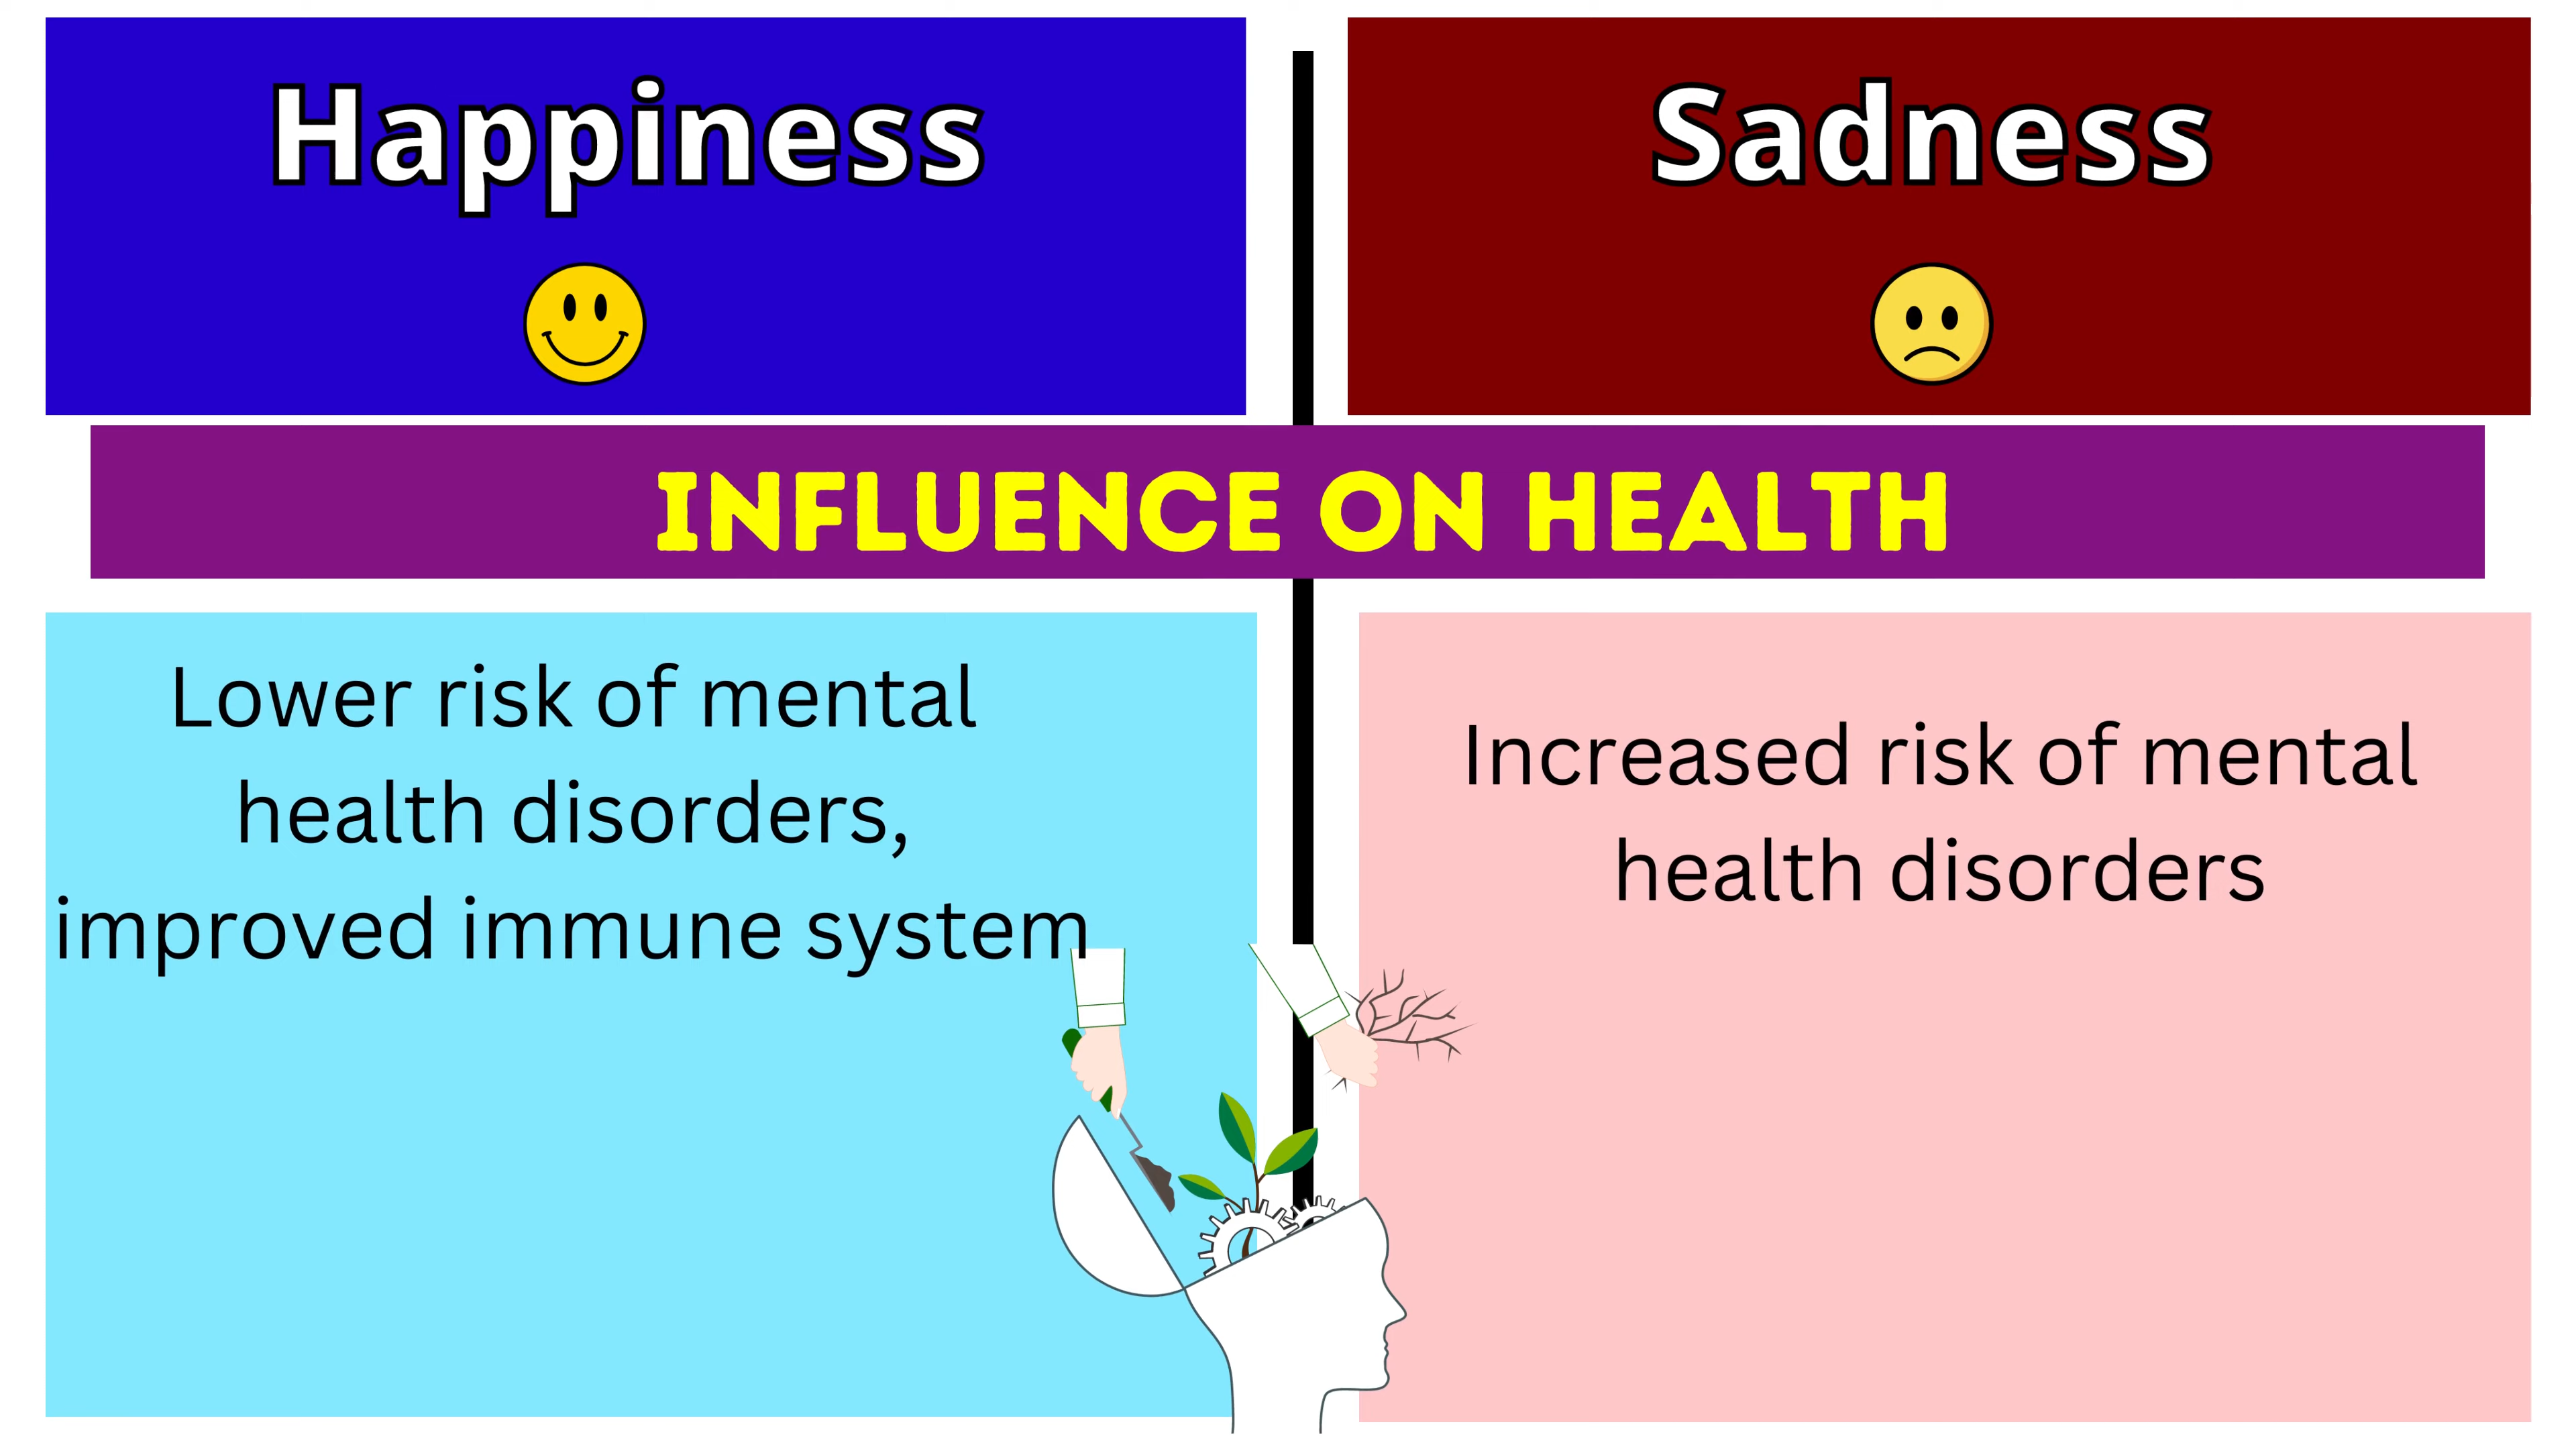 Happiness
Sadness
INFLUENCE ON HEALTH
Lower risk of mental
health disorders,
improved immune system
Increased risk of mental
health disorders